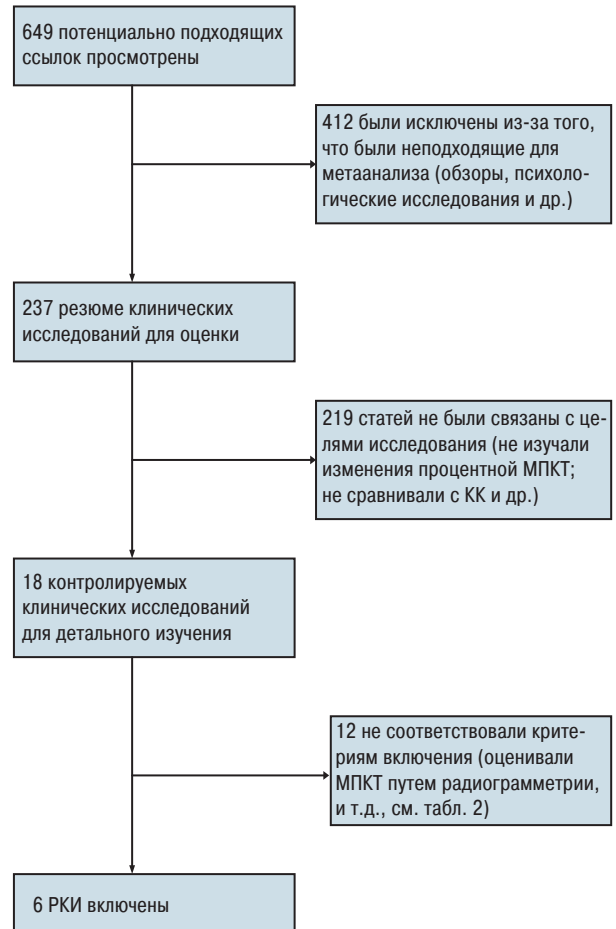 649 потенциально подходящих
ссылок просмотрены
412 были исключены из-за того,
что были неподходящие для
метаанализа (обзоры, психоло-
гические исследования и др.)
237 резюме клинических
исследований для оценки
219 статей не были связаны с це-
лями исследования (не изучали
изменения процентной МПКТ;
не сравнивали с КК и др.)
18 контролируемых
клинических исследований
для детального изучения
12 не соответствовали крите-
риям включения (оценивали
МПКТ путем радиограмметрии,
и т.д., см. табл. 2)
6 РКИ включены